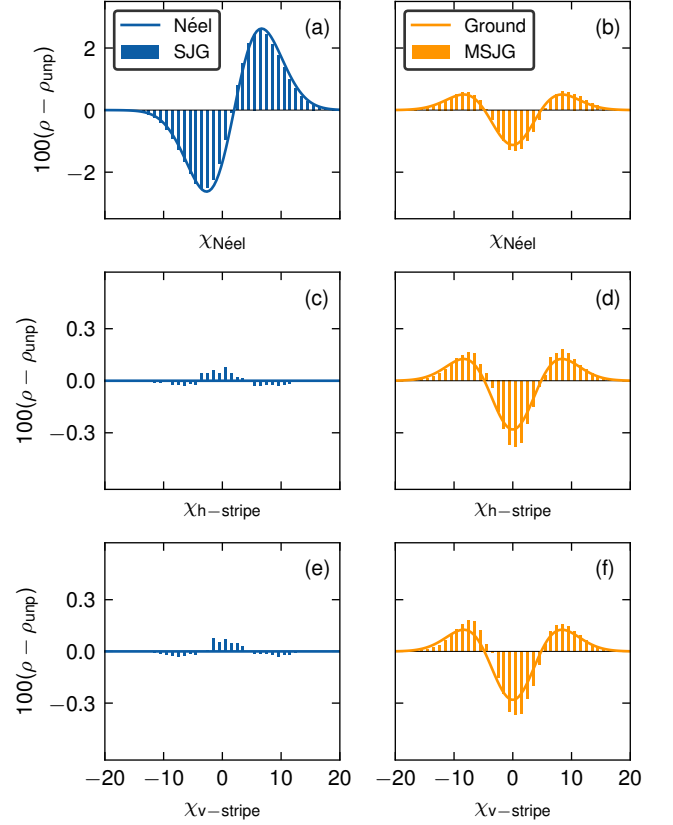 Néel
SJG
(a)
Ground
MSJG
(b)
100(ρ − ρunp)
2
0
−2
χNéel
χNéel
(c)
(d)
100(ρ − ρunp)
0.3
0.0
−0.3
χh−stripe
χh−stripe
(e)
(f)
100(ρ − ρunp)
0.3
0.0
−0.3
−20 −10 0 10 20
−10 0 10 20
χv−stripe
χv−stripe